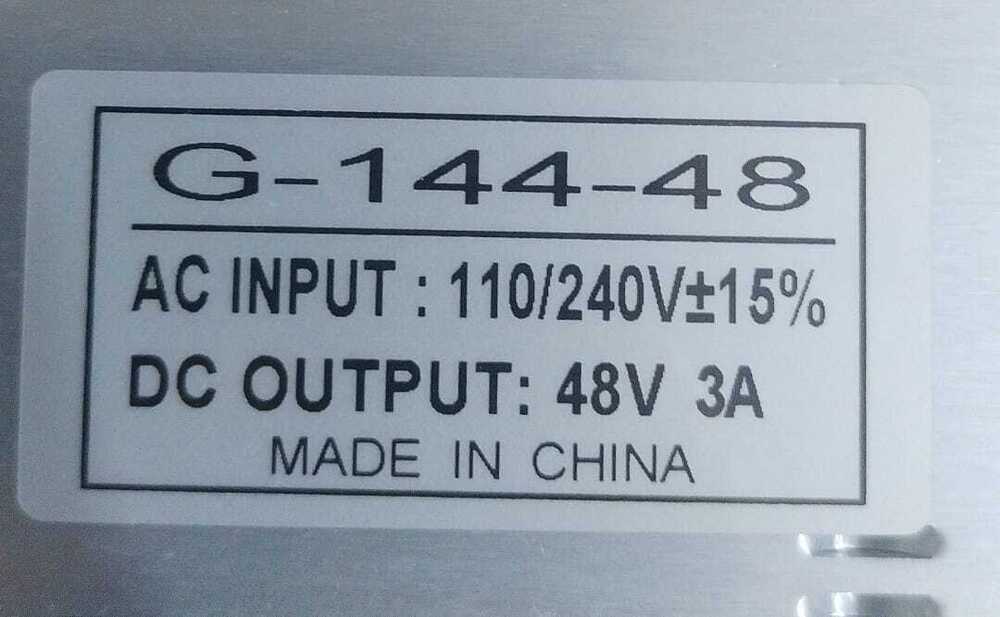 G-144-48
AC INPUT : 110/240V±15%
DC OUTPUT: 48V 3A
MADE IN CHINA